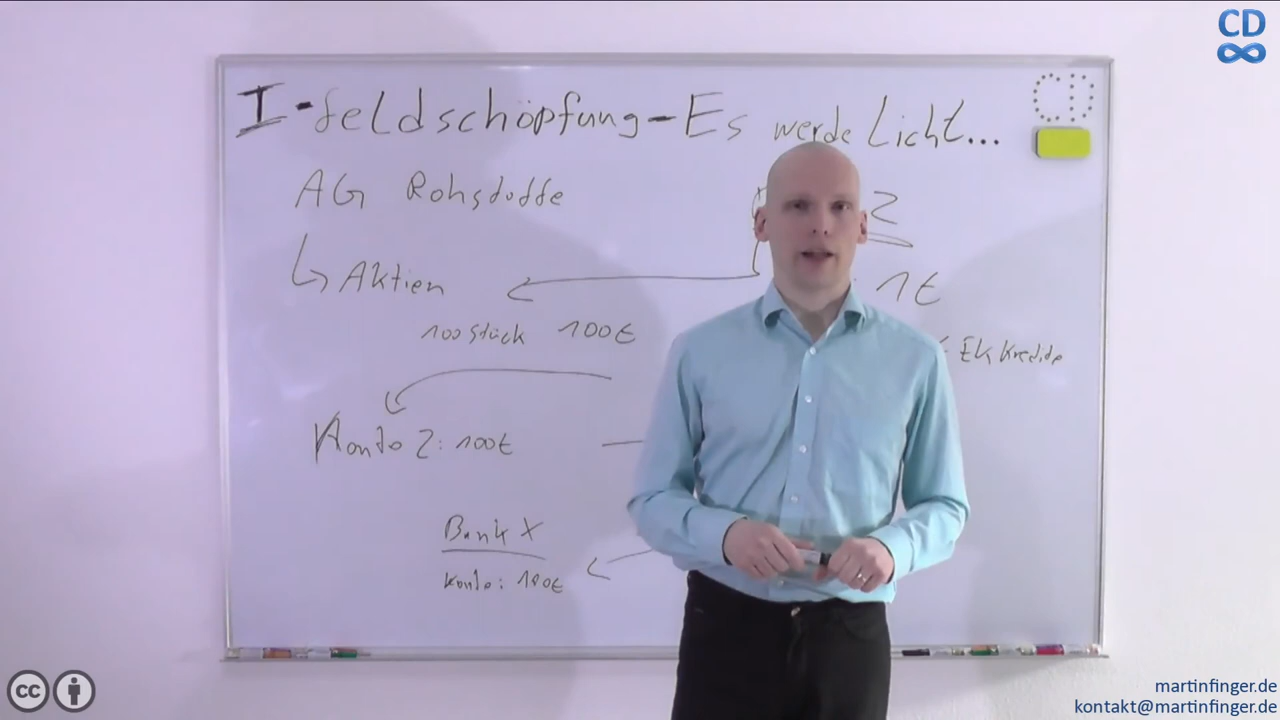 CD
I-Geldschöpfung-Es werde Licht...
AG Rohstoffe
Z
Aktien
1€
100 Stück 100€
EK Kredite
Konto Z: 100€
Bank X
Konto: 100€
cc
martinfinger.de
kontakt@martinfinger.de